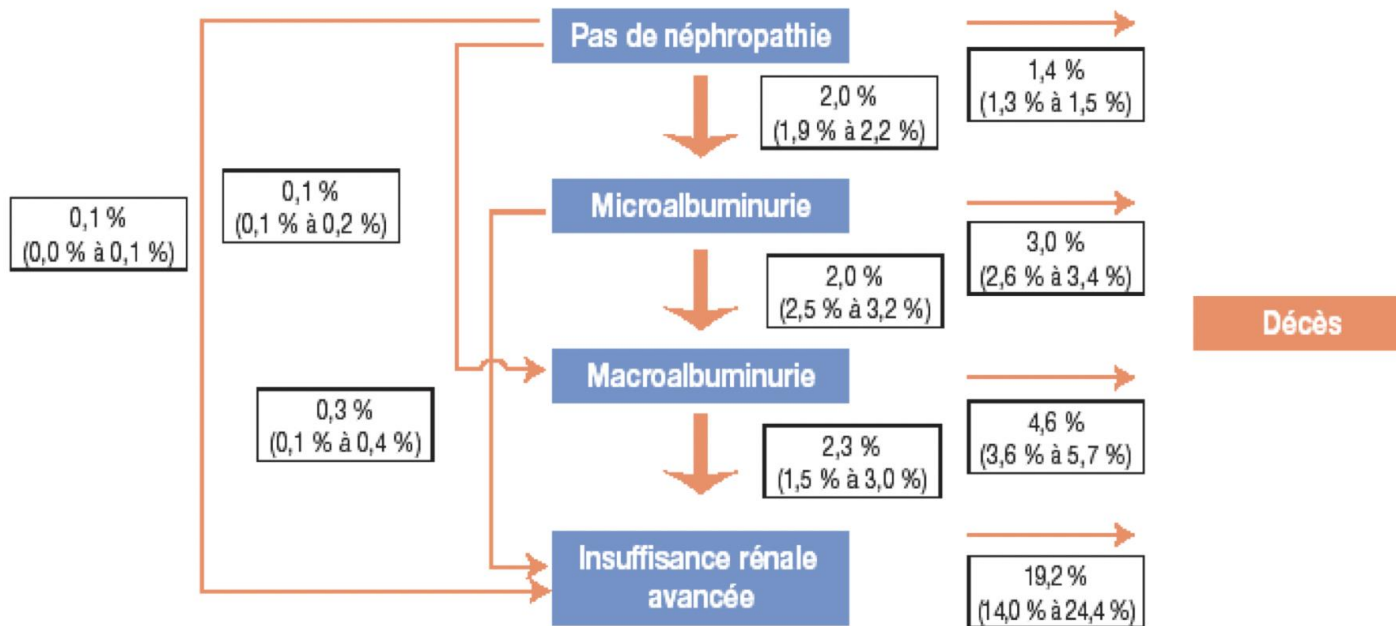 Pas de néphropathie
1,4 %
(1,3 % à 1,5 %)
2,0 %
(1,9 % à 2,2 %)
0,1 %
(0,1 % à 0,2 %)
0,1 %
(0,0 % à 0,1 %)
Microalbuminurie
3,0 %
(2,6 % à 3,4 %)
2,0 %
(2,5 % à 3,2 %)
Décès
Macroalbuminurie
0,3 %
(0,1 % à 0,4 %)
4,6 %
(3,6 % à 5,7 %)
2,3 %
(1,5 % à 3,0 %)
Insuffisance rénale
avancée
19,2 %
(14,0 % à 24,4 %)